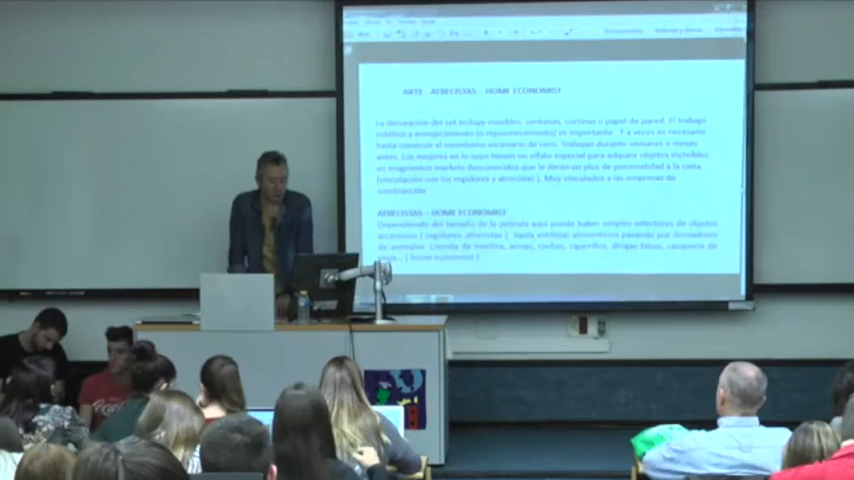 ARTE - ATRECISTAS - HOME ECONOMIST
La decoración del set incluye muebles, ventanas, cortinas o papel de pared. El trabajo
estético y envejecimiento (o rejuvenecimiento) es importante. Y a veces es necesario
hasta construir el mismísimo escenario de cero. Trabajan durante semanas o meses
antes. Los mejores en lo suyo tienen un olfato especial para adquirir objetos increíbles
en mugrientos markets desconocidos que le darán un plus de personalidad a la cinta
(vinculación con los regidores y atrecistas ). Muy vinculados a las empresas de
construcción
ATRECISTAS – HOME ECONOMIST
Dependiendo del tamaño de la película aquí puede haber simples selectores de objetos
accesorios ( regidores, atrecistas ), hasta estilistas alimenticios pasando por domadores
de animales. Comida de mentira, armas, coches, cigarrillos, drogas falsas, casquería de
( home economist )